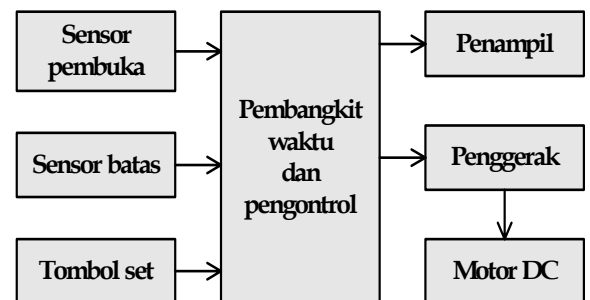 Sensor
pembuka
Sensor batas
Tombol set
Pembangkit
waktu
dan
pengontrol
Penampil
Penggerak
Motor DC